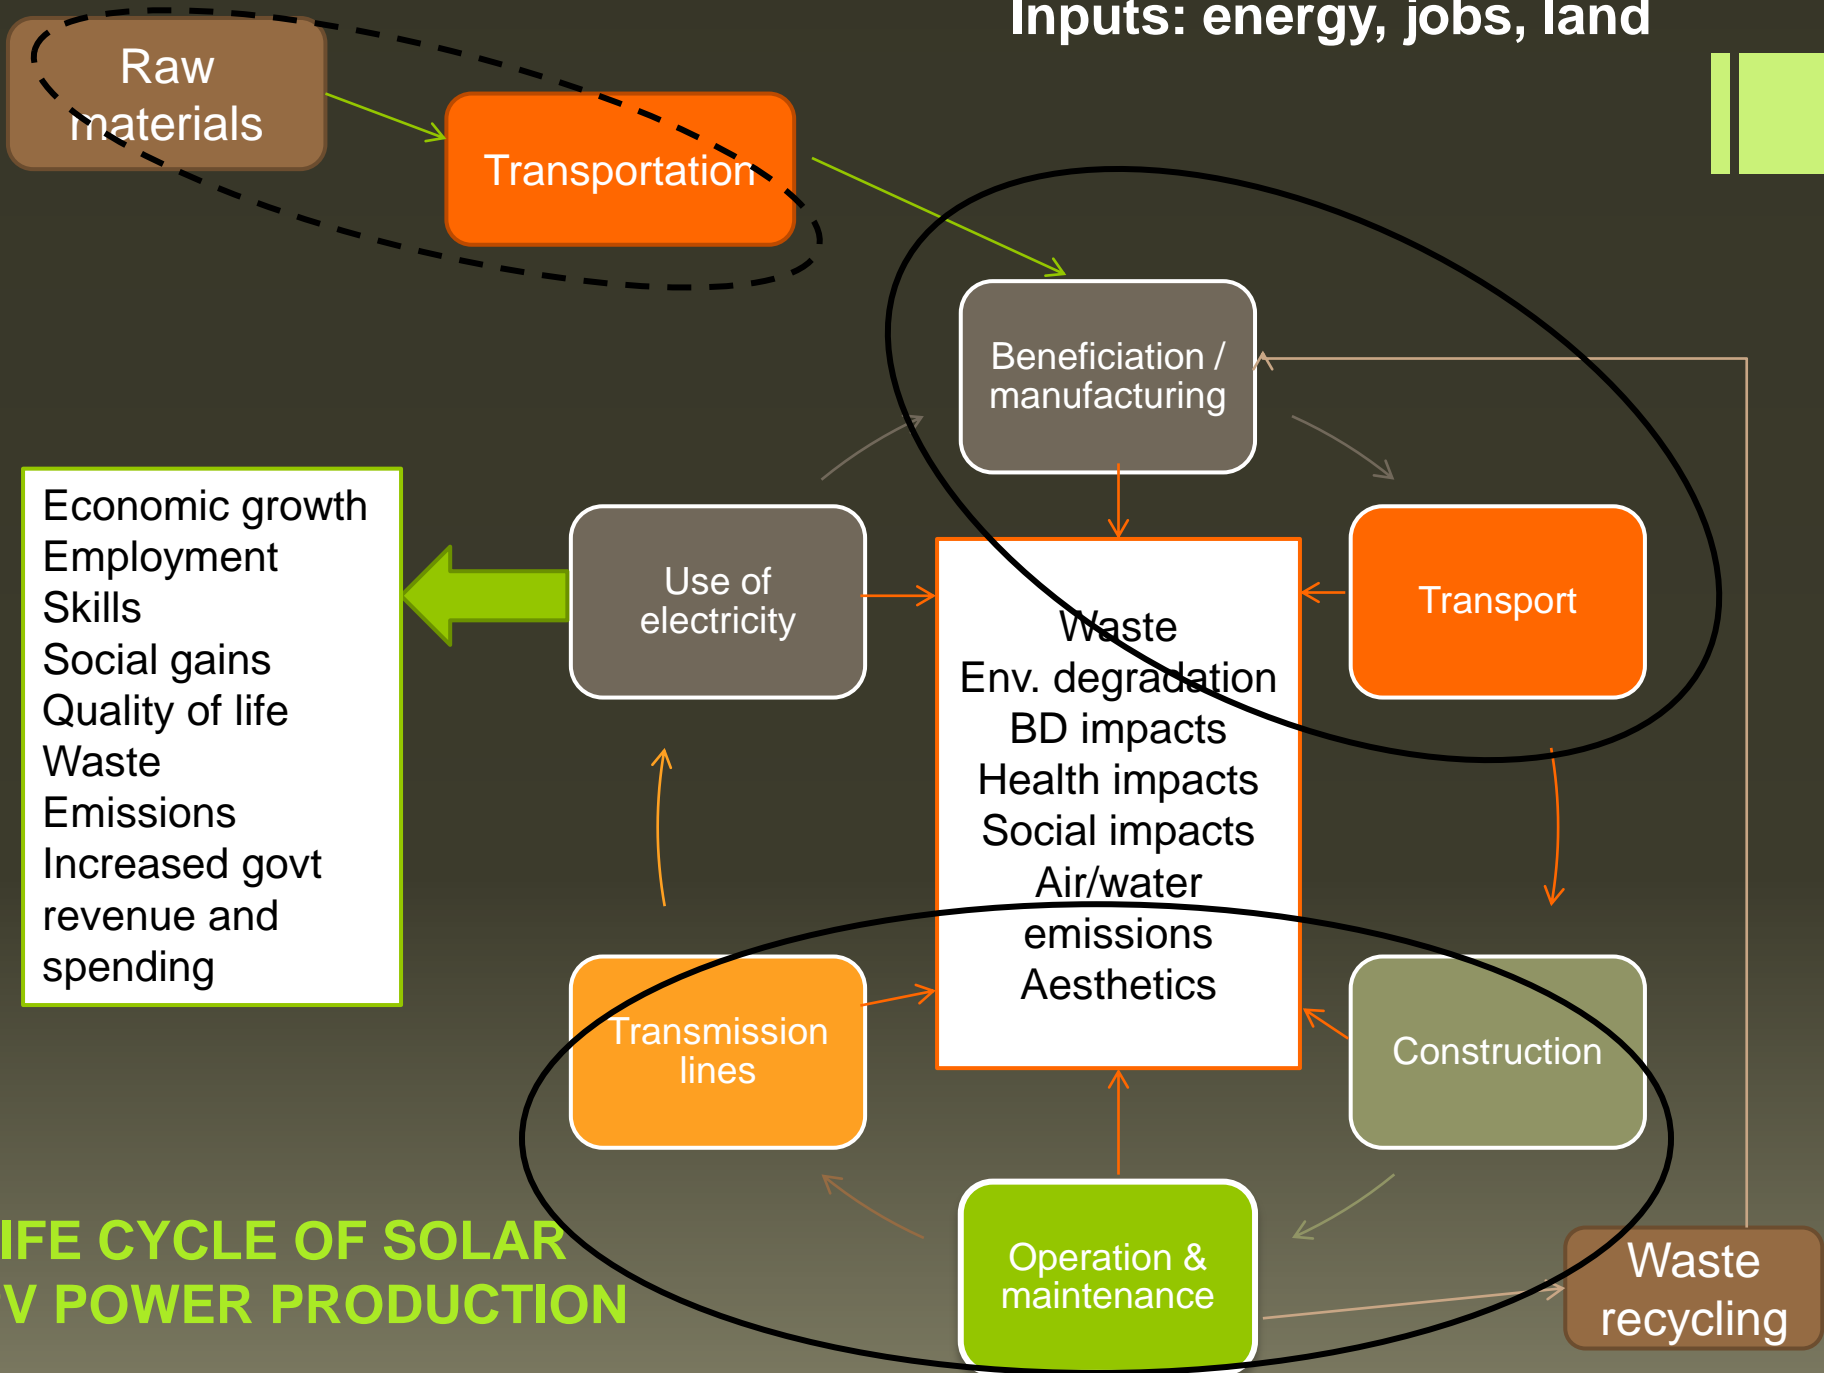 Inputs: energy, jobs, land
Raw
materials
Transportation
Beneficiation /
manufacturing
Economic growth
Employment
Skills
Social gains
Quality of life
Waste
Emissions
Increased govt
revenue and
spending
Use of
electricity
Waste
Env. degradation
BD impacts
Health impacts
Social impacts
Air/water
emissions
Aesthetics
Transport
Transmission
lines
Construction
IFE CYCLE OF SOLAR
V POWER PRODUCTION
Operation &
maintenance
Waste
recycling